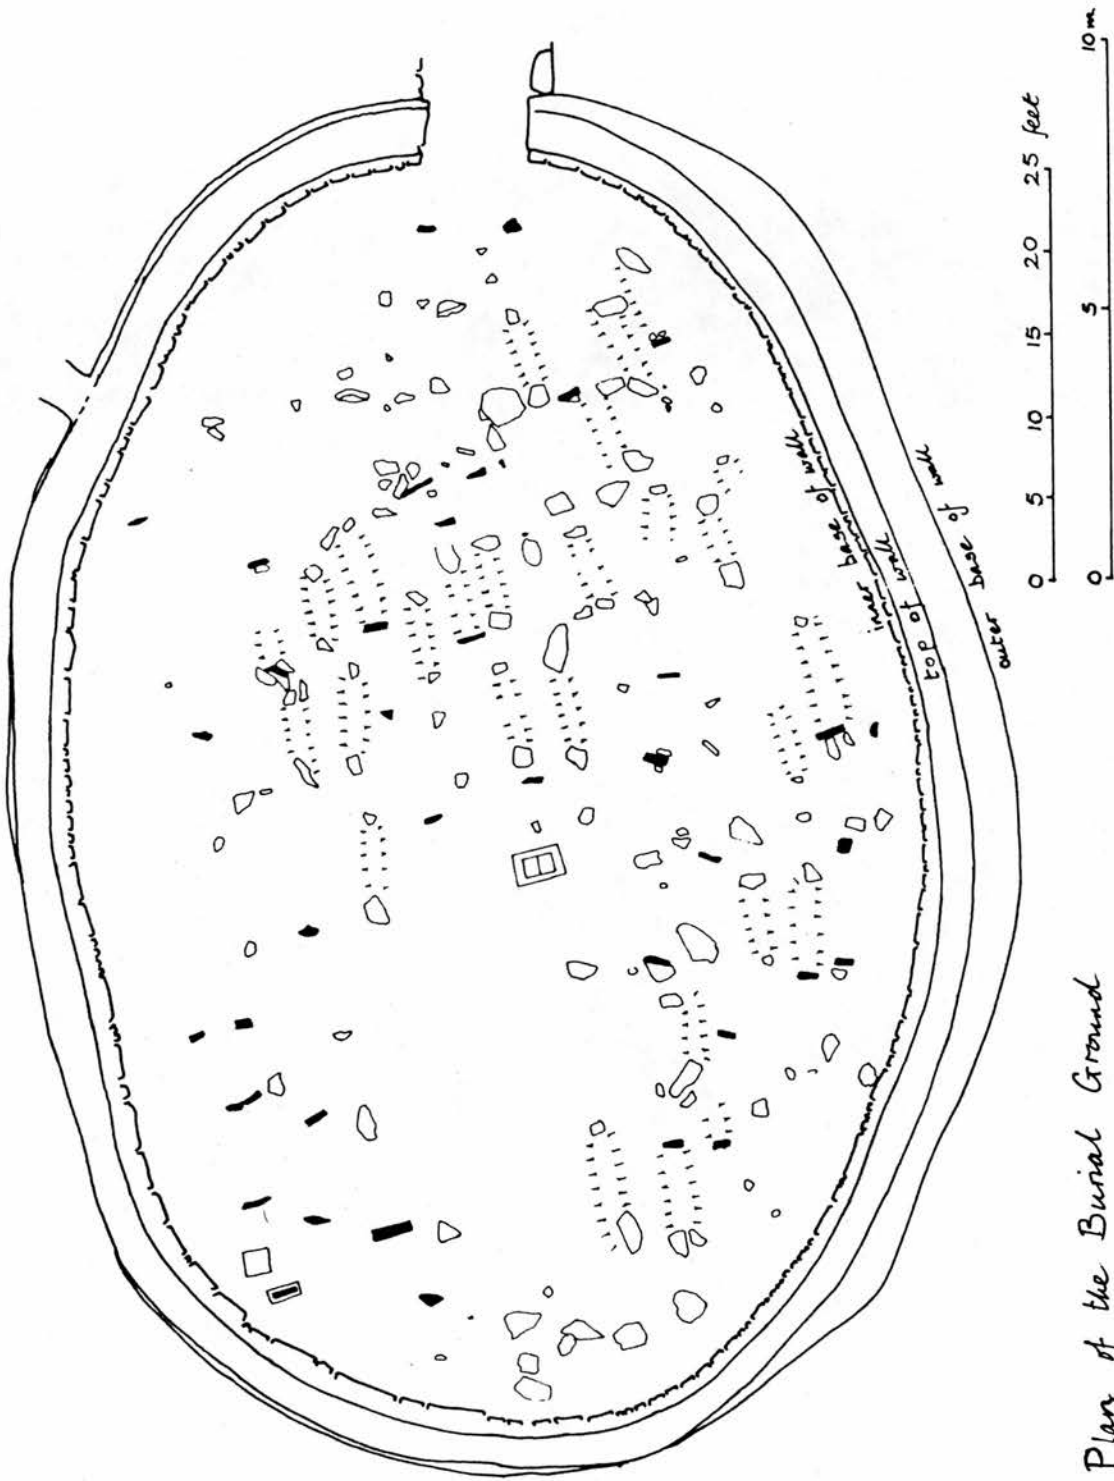 Plan of the Burial Ground
inner base of wall
top of wall
outer base of wall
0 5 10 15 20 25 feet
0 5 10 m